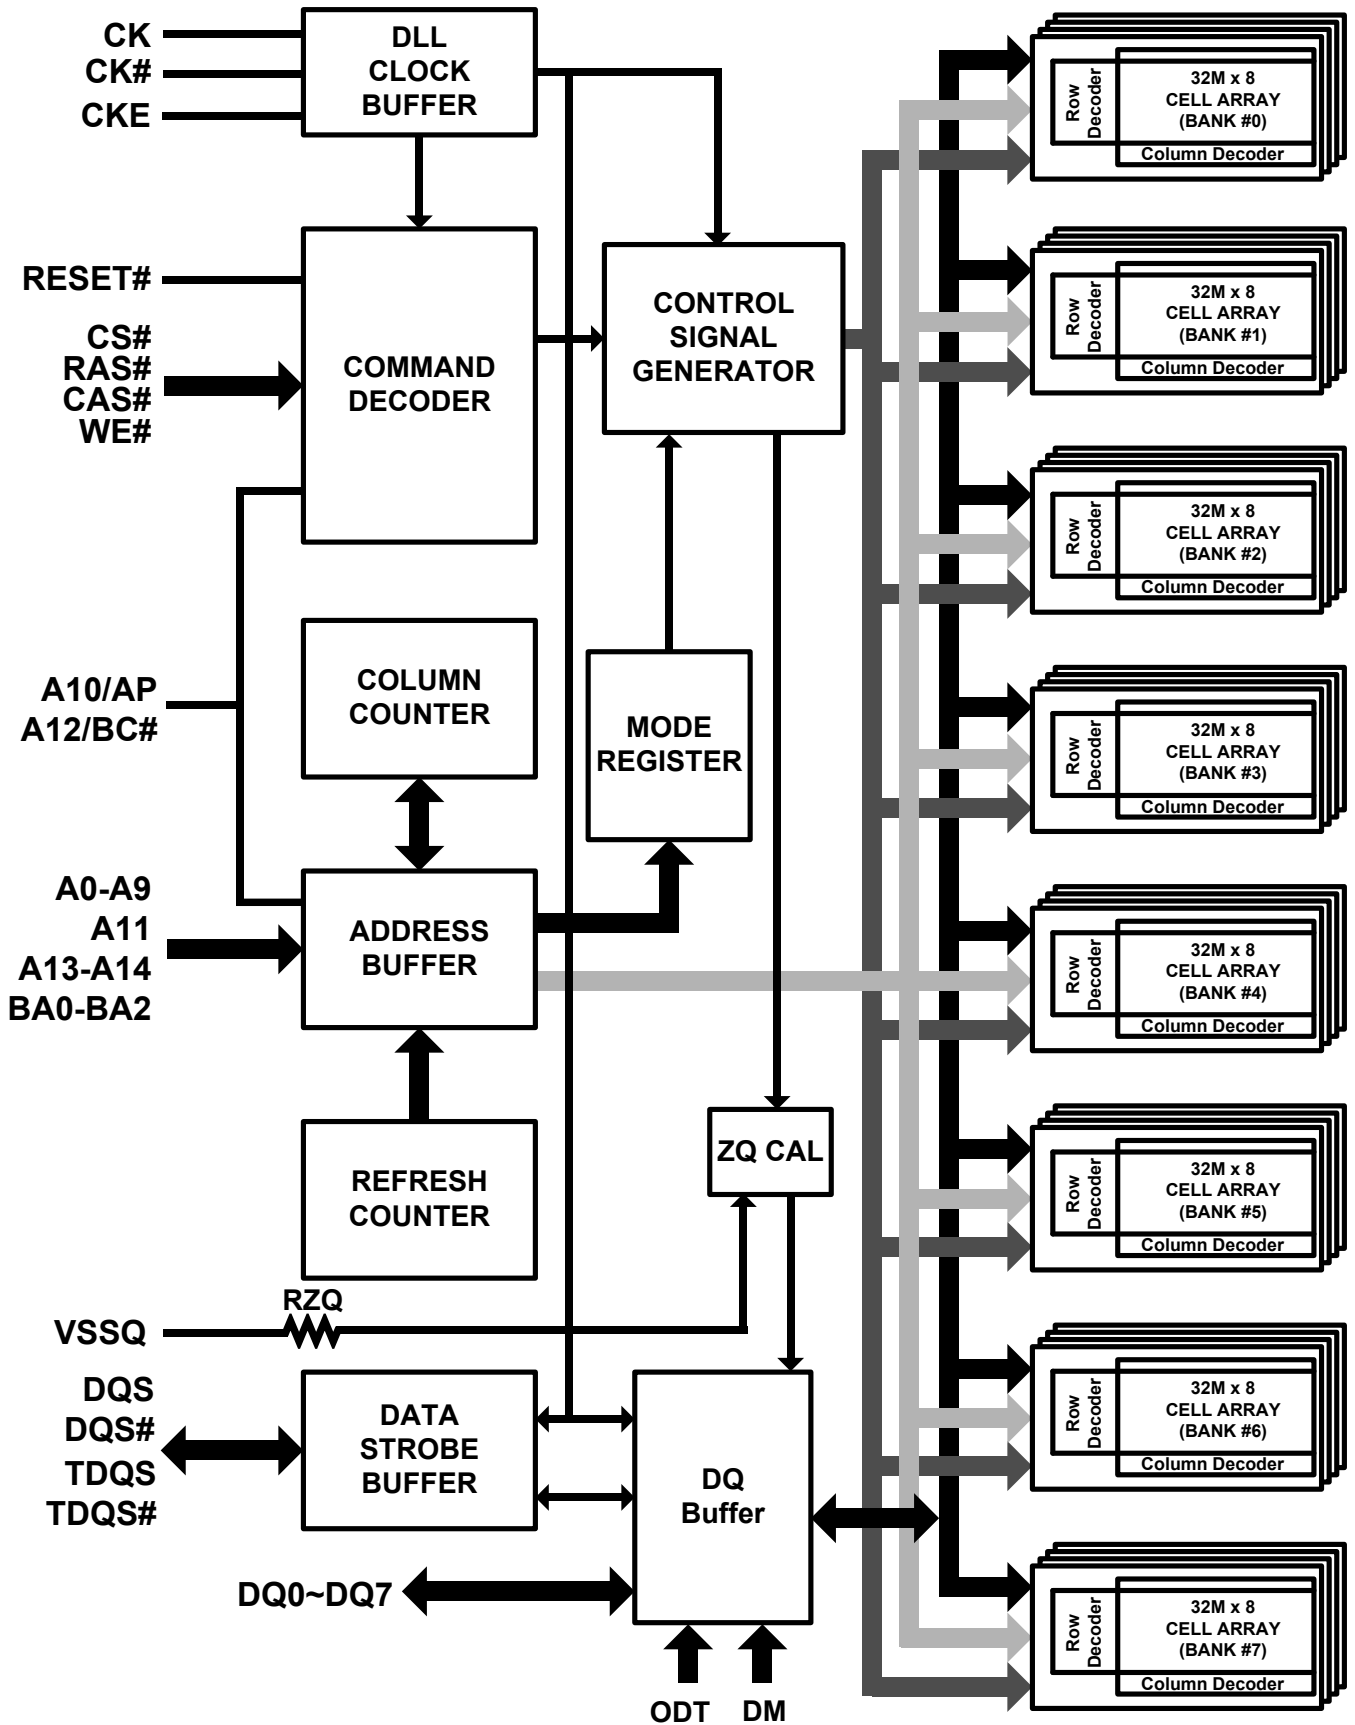 CK
CK#
CKE
DLL
CLOCK
BUFFER
RESET#
CS#
RAS#
CAS#
WE#
COMMAND
DECODER
CONTROL
SIGNAL
GENERATOR
A10/AP
A12/BC#
COLUMN
COUNTER
MODE
REGISTER
A0-A9
A11
A13-A14
BA0-BA2
ADDRESS
BUFFER
REFRESH
COUNTER
ZQ CAL
RZQ
VSSQ
DQS
DQS#
TDQS
TDQS#
DATA
STROBE
BUFFER
DQ
Buffer
DQ0~DQ7
ODT
DM
Row
Decoder
32M x 8
CELL ARRAY
(BANK #0)
Column Decoder
Row
Decoder
32M x 8
CELL ARRAY
(BANK #1)
Column Decoder
Row
Decoder
32M x 8
CELL ARRAY
(BANK #2)
Column Decoder
Row
Decoder
32M x 8
CELL ARRAY
(BANK #3)
Column Decoder
Row
Decoder
32M x 8
CELL ARRAY
(BANK #4)
Column Decoder
Row
Decoder
32M x 8
CELL ARRAY
(BANK #5)
Column Decoder
Row
Decoder
32M x 8
CELL ARRAY
(BANK #6)
Column Decoder
Row
Decoder
32M x 8
CELL ARRAY
(BANK #7)
Column Decoder